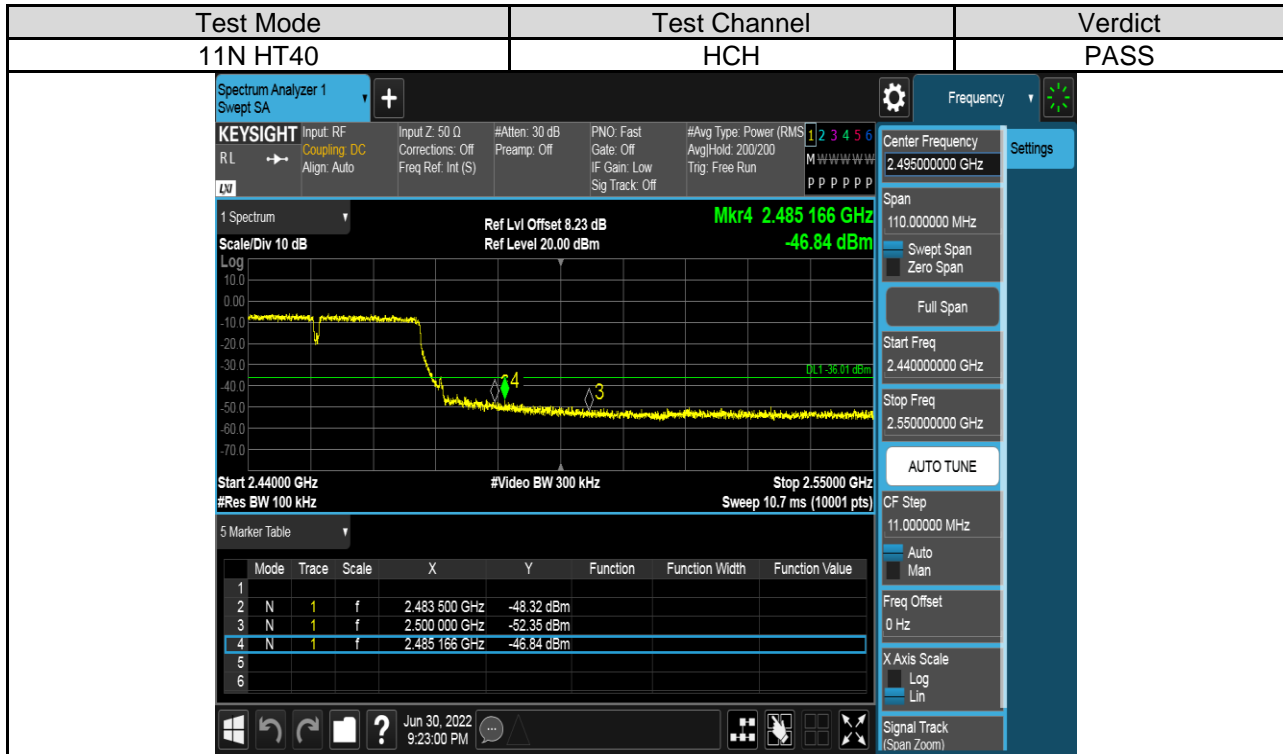 Test Mode Test Channel Verdict
11N HT40 HCH PASS
Spectrum Analyzer 1
Swept SA
+
Frequency
KEYSIGHT Input: RF Input Z: 50 Ω #Atten: 30 dB PNO: Fast #Avg Type: Power (RMS 1 2 3 4 5 6
RL Coupling: DC Corrections: Off Preamp: Off Gate: Off Avg|Hold: 200/200 M W W W W W
Align: Auto Freq Ref: Int (S) IF Gain: Low Trig: Free Run
LXI Sig Track: Off P P P P P P
1 Spectrum Ref Lvl Offset 8.23 dB Mkr4 2.485 166 GHz
Scale/Div 10 dB Ref Level 20.00 dBm -46.84 dBm
Log
10.0
0.00
-10.0
-20.0
-30.0
DL1 -36.01 dBm
-40.0
4
3
-50.0
-60.0
-70.0
Start 2.44000 GHz #Video BW 300 kHz Stop 2.55000 GHz
#Res BW 100 kHz Sweep 10.7 ms (10001 pts)
5 Marker Table
Mode Trace Scale X Y Function Function Width Function Value
1
2 N 1 f 2.483 500 GHz -48.32 dBm
3 N 1 f 2.500 000 GHz -52.35 dBm
4 N 1 f 2.485 166 GHz -46.84 dBm
5
6
Center Frequency
2.495000000 GHz
Settings
Span
110.000000 MHz
Swept Span
Zero Span
Full Span
Start Freq
2.440000000 GHz
Stop Freq
2.550000000 GHz
AUTO TUNE
CF Step
11.000000 MHz
Auto
Man
Freq Offset
0 Hz
X Axis Scale
Log
Lin
Signal Track
(Span Zoom)
?
Jun 30, 2022
9:23:00 PM